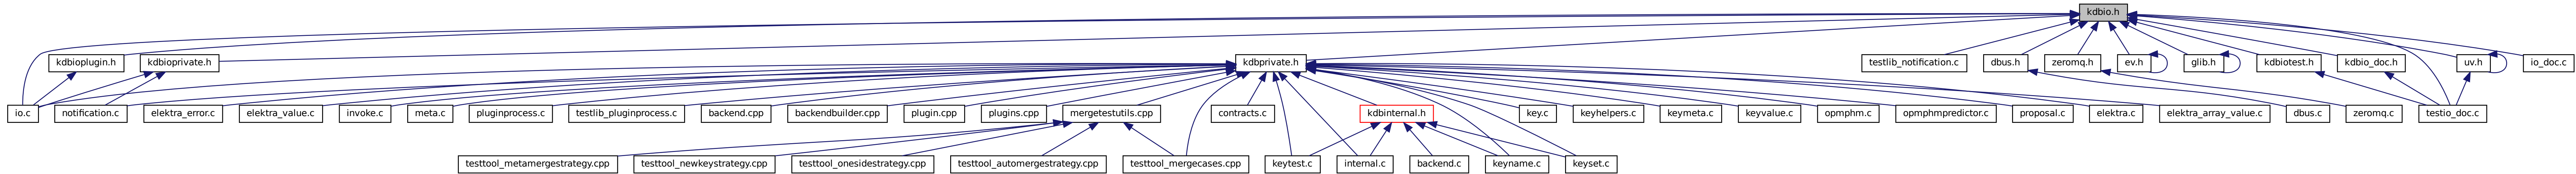 kdbio.h
kdbioplugin.h
kdbioprivate.h
kdbprivate.h
testlib_notification.c
dbus.h
zeromq.h
ev.h
glib.h
kdbiotest.h
kdbio_doc.h
uv.h
io_doc.c
io.c
notification.c
elektra_error.c
elektra_value.c
invoke.c
meta.c
pluginprocess.c
testlib_pluginprocess.c
backend.cpp
backendbuilder.cpp
plugin.cpp
plugins.cpp
mergetestutils.cpp
contracts.c
kdbinternal.h
key.c
keyhelpers.c
keymeta.c
keyvalue.c
opmphm.c
opmphmpredictor.c
proposal.c
elektra.c
elektra_array_value.c
dbus.c
zeromq.c
testio_doc.c
testtool_metamergestrategy.cpp
testtool_newkeystrategy.cpp
testtool_onesidestrategy.cpp
testtool_automergestrategy.cpp
testtool_mergecases.cpp
keytest.c
internal.c
backend.c
keyname.c
keyset.c